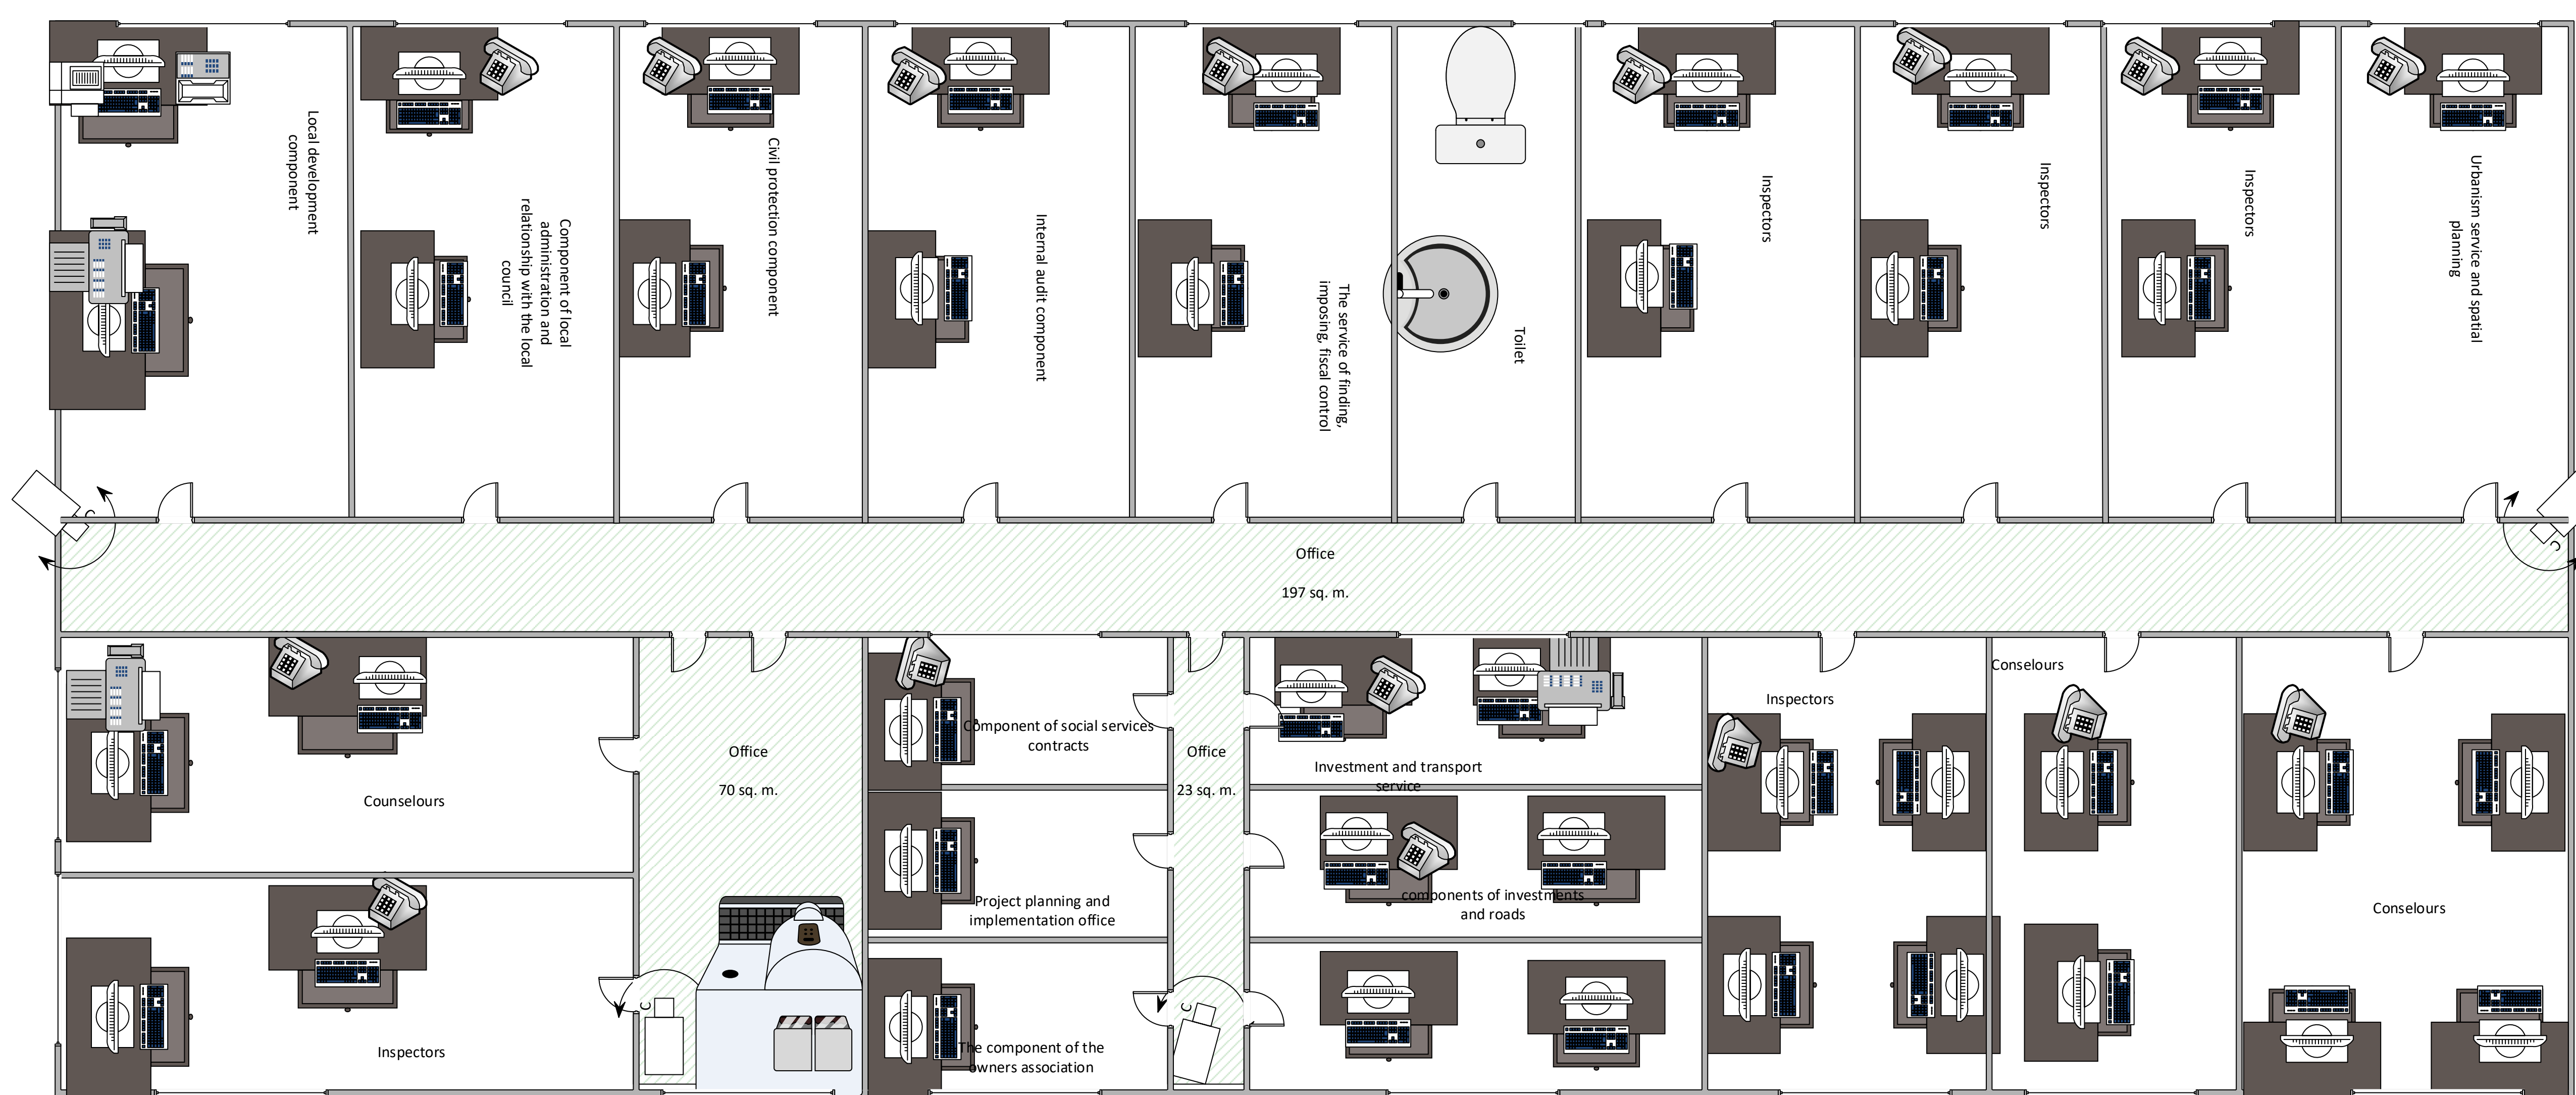 Local development
component
Component of local
administration and
relationship with the local
council
Civil protection component
Internal audit component
The service of finding,
imposing, fiscal control
Toilet
Inspectors
Inspectors
Inspectors
Urbanism service and spatial
planning
C
C
Office
197 sq. m.
Counselours
Inspectors
Office
70 sq. m.
C
Component of social services
contracts
Project planning and
implementation office
The component of the
owners association
Office
23 sq. m.
C
Investment and transport
service
components of investments
and roads
Inspectors
Conselours
Conselours